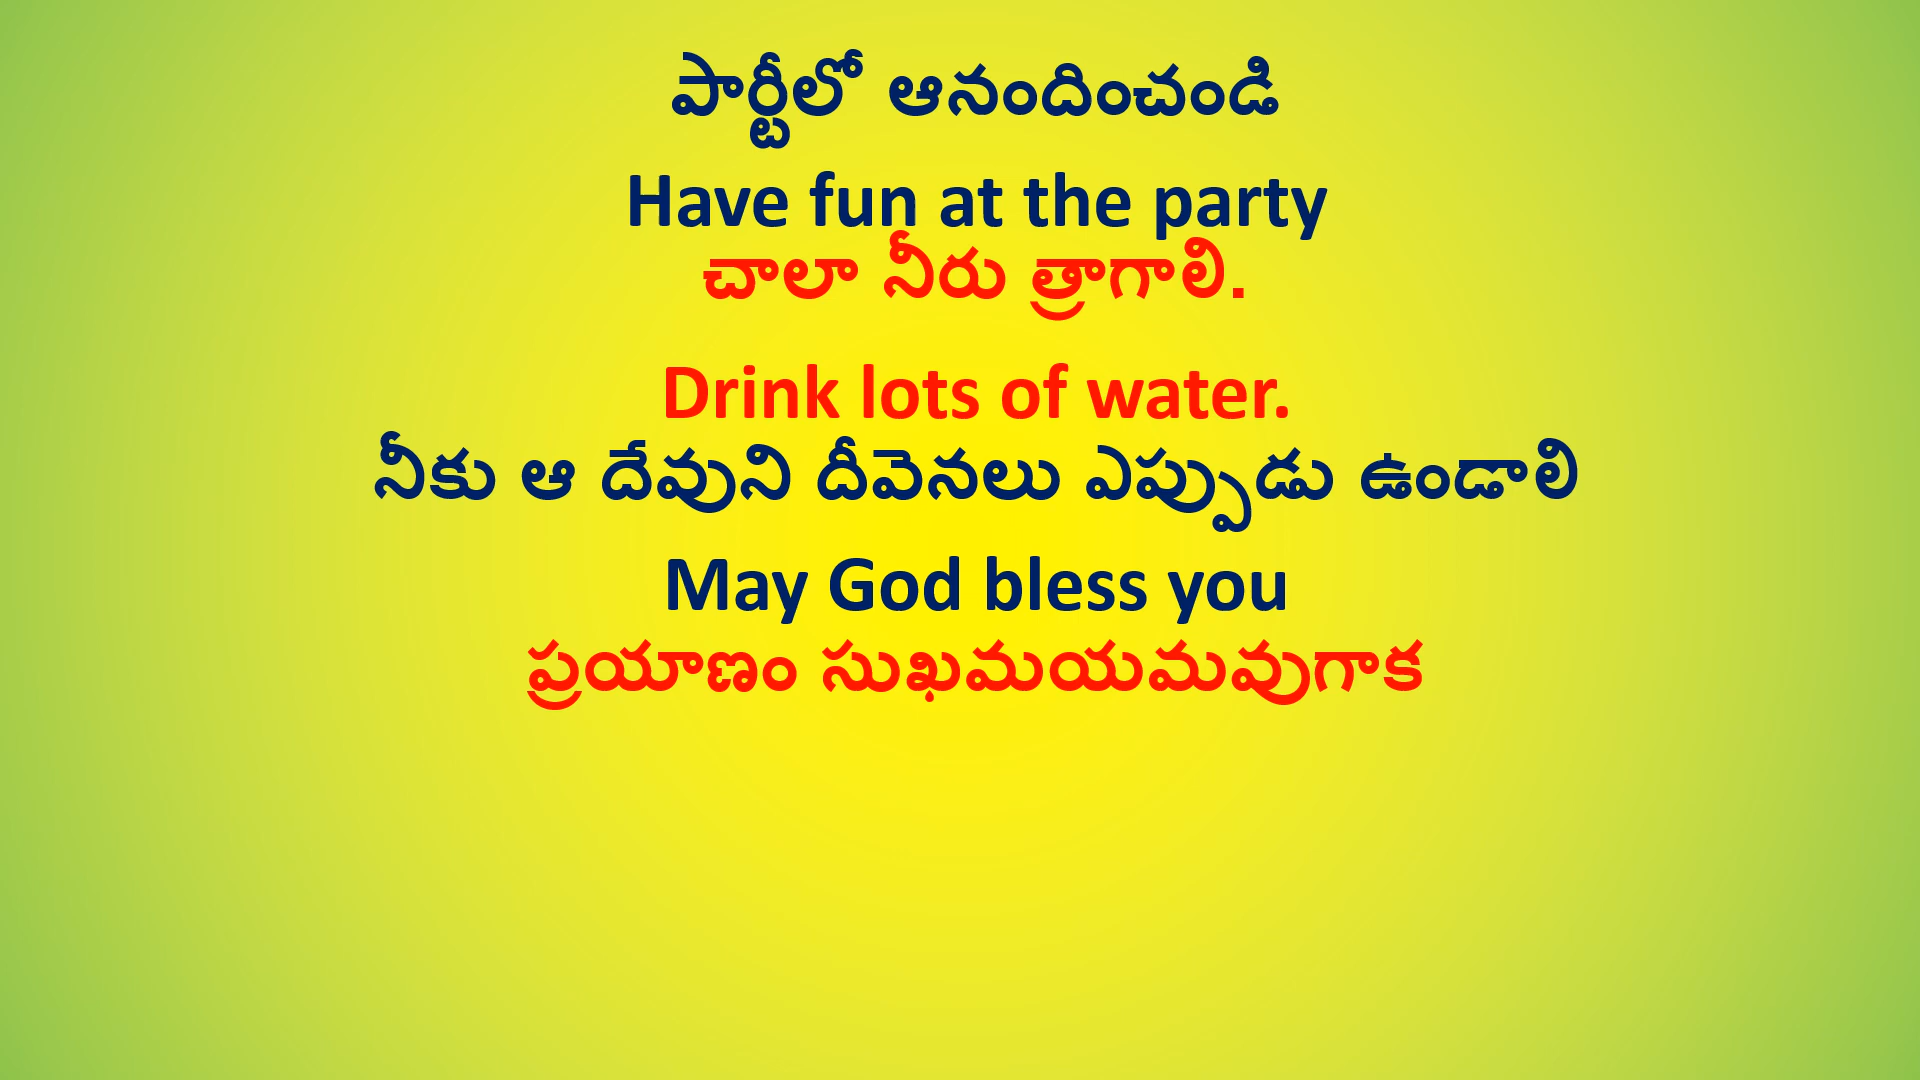 పార్టీలో ఆనందించండి
Have fun at the party
చాలా నీరు త్రాగాలి.
Drink lots of water.
నీకు ఆ దేవుని దీవెనలు ఎప్పుడు ఉండాలి
May God bless you
ప్రయాణం సుఖమయమవుగాక